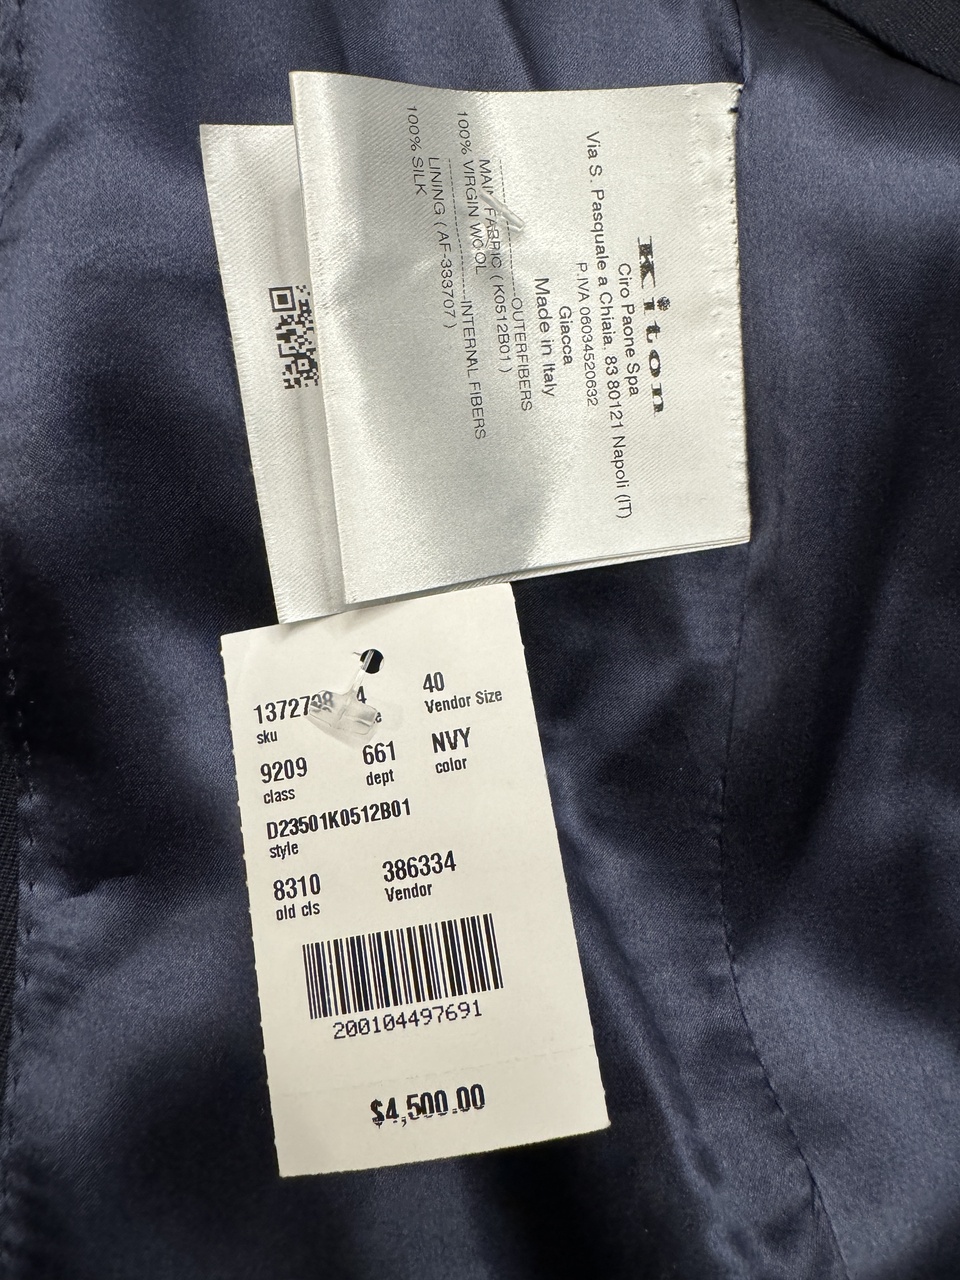 Kiton
Ciro Paone Spa
Via S. Pasquale a Chiaia. 83 80121 Napoli (IT)
P.IVA 06034520632
Giacca
Made in Italy
--------------------OUTERFIBERS
MAIN FABRIC ( K0512B01 )
100% VIRGIN WOOL
--------------------INTERNAL FIBERS
LINING ( AF-333707 )
100% SILK
40
sku Vendor Size
9209 661 NVY
class dept color
D23501K0512B01
style
8310 386334
old cls Vendor
200104497691
$4,500.00